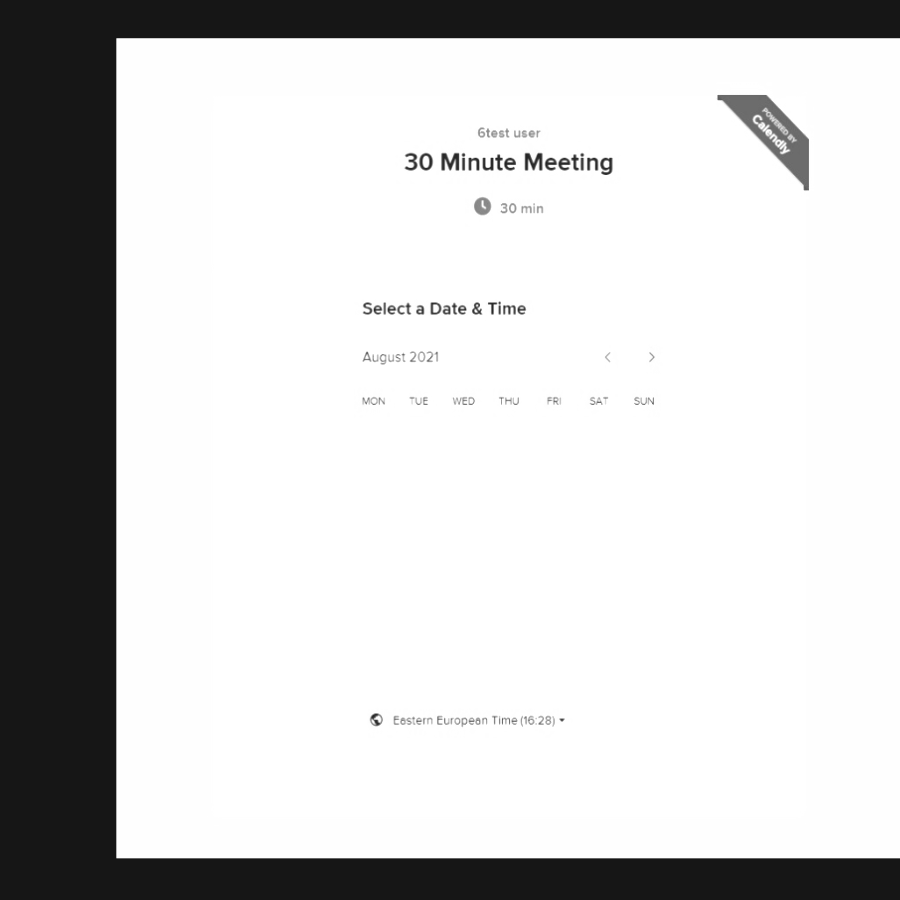 6test user
30 Minute Meeting
30 min
POWERED BY
Calendly
Select a Date & Time
August 2021
MON TUE WED THU FRI SAT SUN
Eastern European Time (16:28)